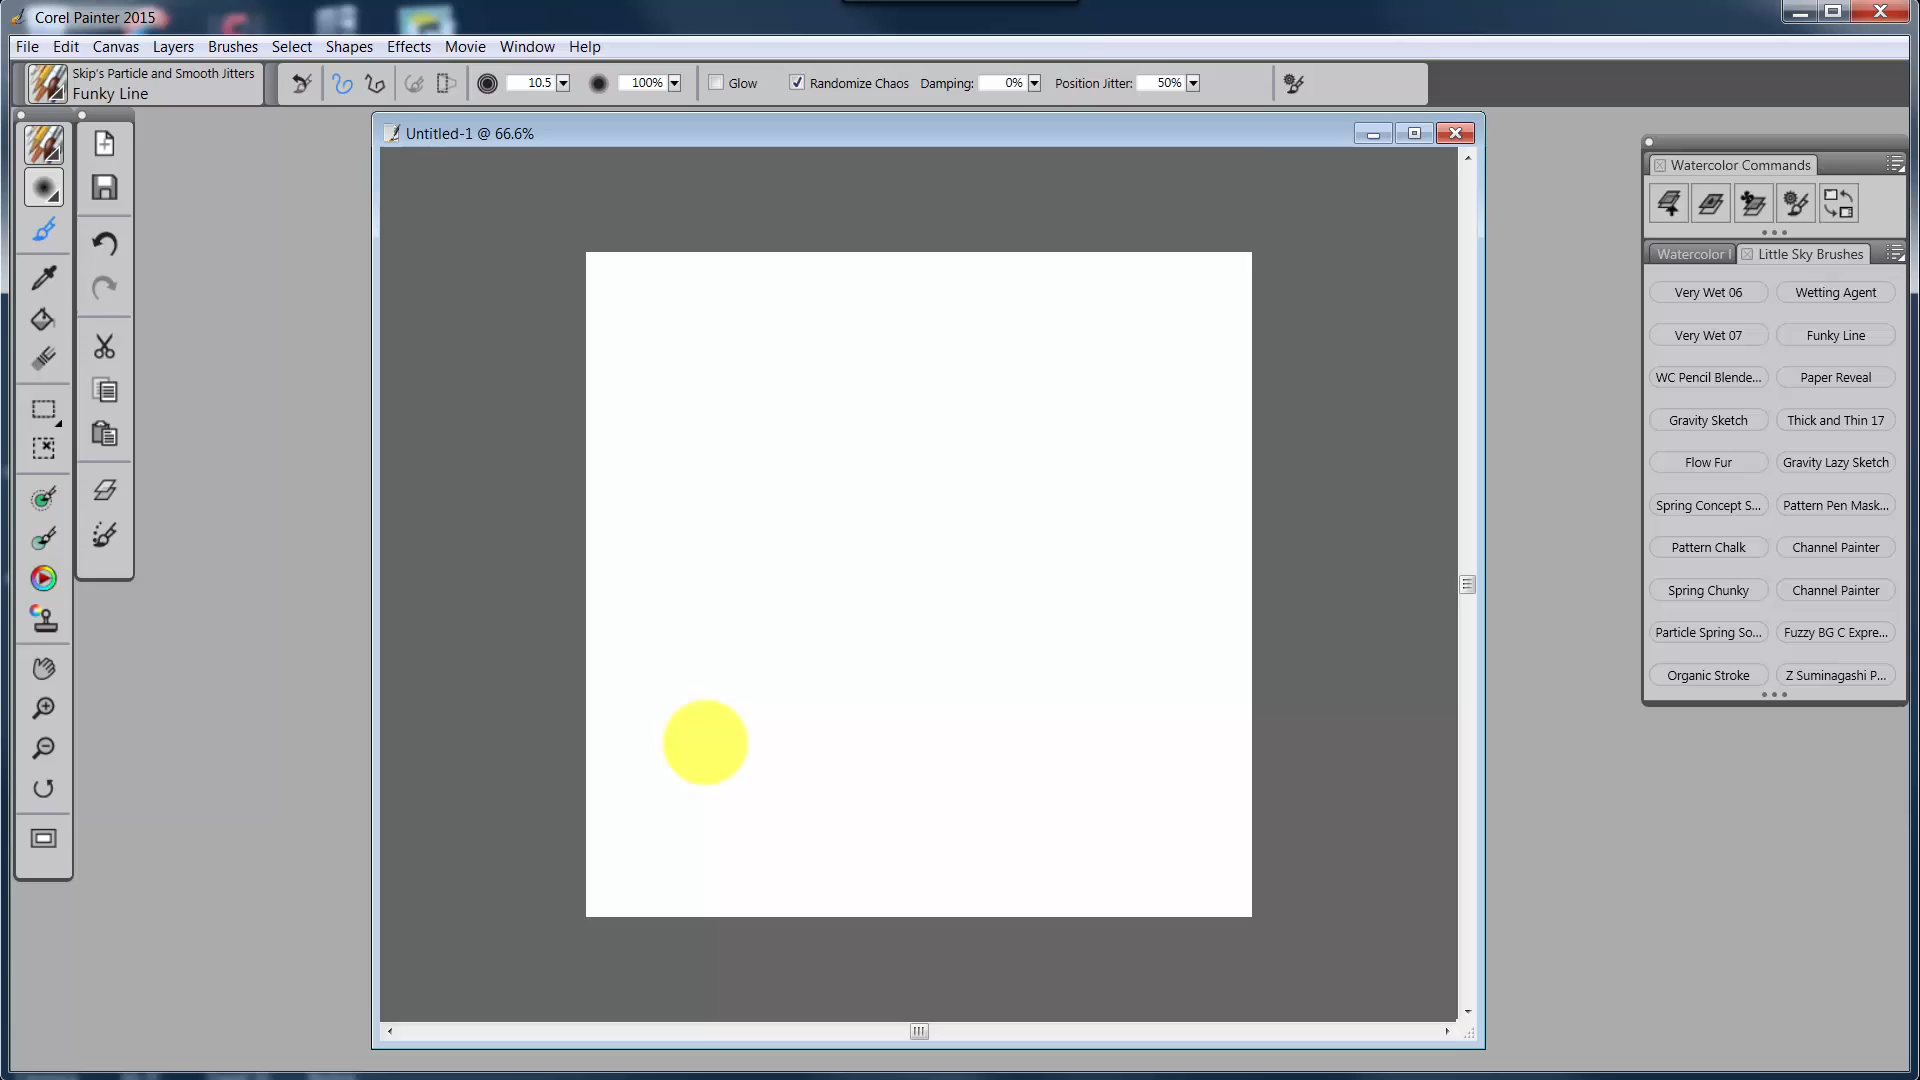 Corel Painter 2015
File Edit Canvas Layers Brushes Select Shapes Effects Movie Window Help
Skip's Particle and Smooth Jitters
Funky Line
10.5 100% Glow Randomize Chaos Damping: 0% Position Jitter: 50%
Untitled-1 @ 66.6%
Watercolor Commands
Watercolor I Little Sky Brushes
Very Wet 06 Wetting Agent
Very Wet 07 Funky Line
WC Pencil Blende... Paper Reveal
Gravity Sketch Thick and Thin 17
Flow Fur Gravity Lazy Sketch
Spring Concept S... Pattern Pen Mask...
Pattern Chalk Channel Painter
Spring Chunky Channel Painter
Particle Spring So... Fuzzy BG C Expre...
Organic Stroke Z Suminagashi P...